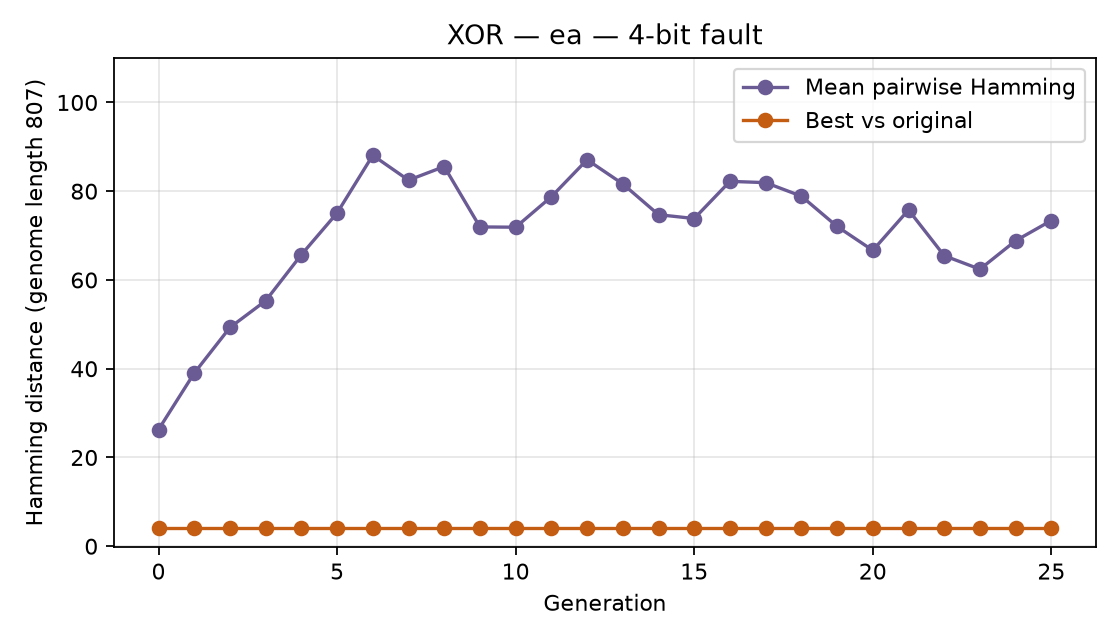 XOR — ea — 4-bit fault
Hamming distance (genome length 807)
100
80
60
40
20
0
Mean pairwise Hamming
Best vs original
0 5 10 15 20 25
Generation